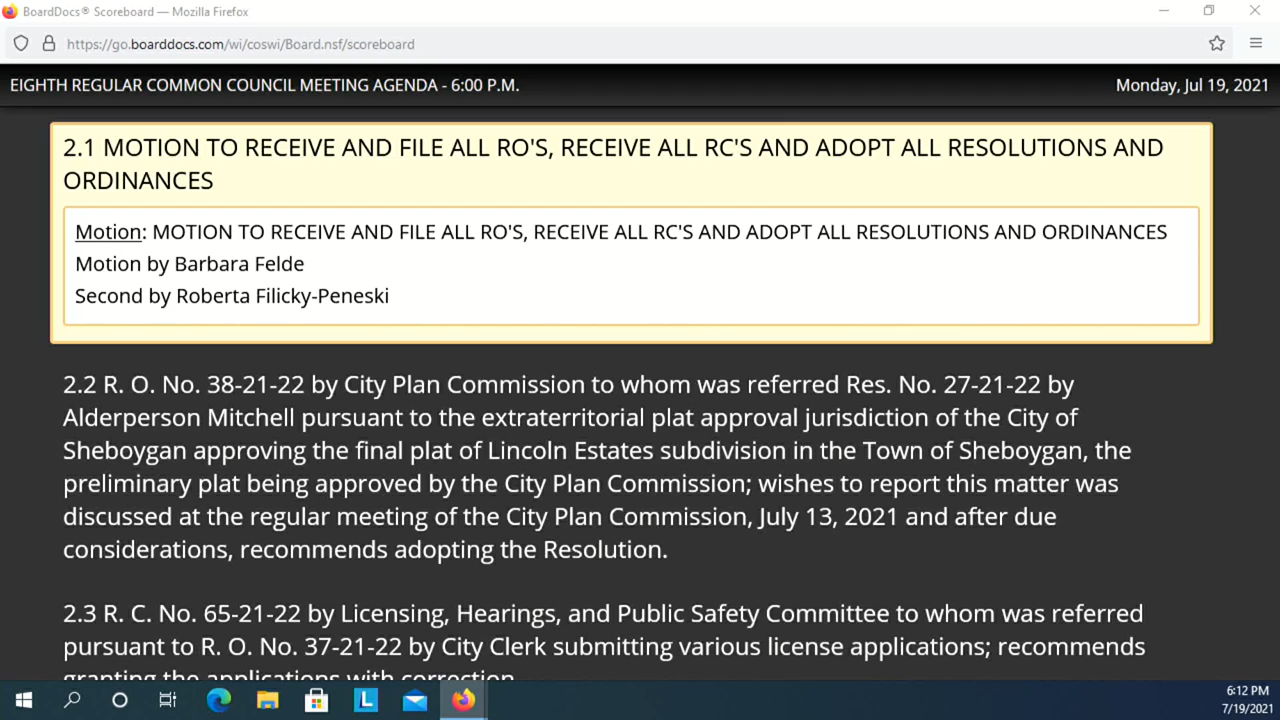 BoardDocs® Scoreboard — Mozilla Firefox
https://go.boarddocs.com/wi/coswi/Board.nsf/scoreboard
EIGHTH REGULAR COMMON COUNCIL MEETING AGENDA - 6:00 P.M.
Monday, Jul 19, 2021
2.1 MOTION TO RECEIVE AND FILE ALL RO'S, RECEIVE ALL RC'S AND ADOPT ALL RESOLUTIONS AND
ORDINANCES
Motion: MOTION TO RECEIVE AND FILE ALL RO'S, RECEIVE ALL RC'S AND ADOPT ALL RESOLUTIONS AND ORDINANCES
Motion by Barbara Felde
Second by Roberta Filicky-Peneski
2.2 R. O. No. 38-21-22 by City Plan Commission to whom was referred Res. No. 27-21-22 by
Alderperson Mitchell pursuant to the extraterritorial plat approval jurisdiction of the City of
Sheboygan approving the final plat of Lincoln Estates subdivision in the Town of Sheboygan, the
preliminary plat being approved by the City Plan Commission; wishes to report this matter was
discussed at the regular meeting of the City Plan Commission, July 13, 2021 and after due
considerations, recommends adopting the Resolution.
2.3 R. C. No. 65-21-22 by Licensing, Hearings, and Public Safety Committee to whom was referred
pursuant to R. O. No. 37-21-22 by City Clerk submitting various license applications; recommends
granting the applications with correction.
L
6:12 PM
7/19/2021